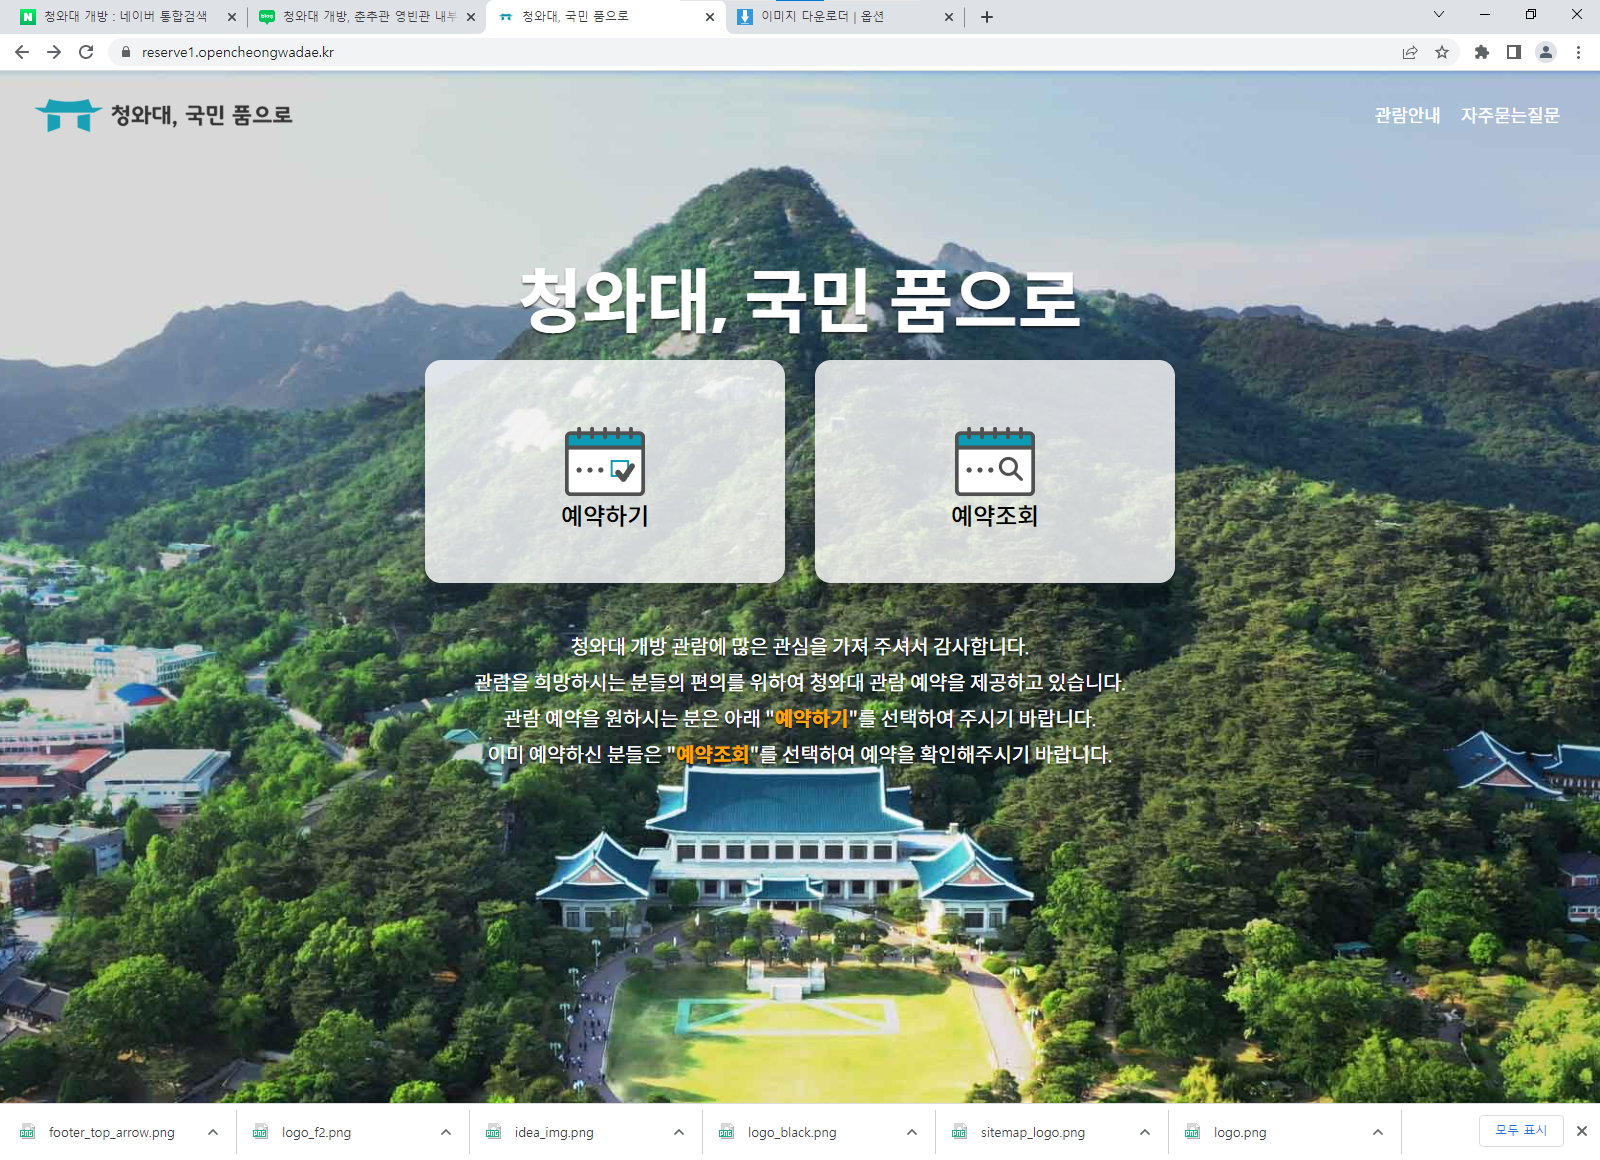 청와대 개방 : 네이버 통합검색
청와대 개방, 춘추관 영빈관 내부
청와대, 국민 품으로
이미지 다운로더 | 옵션
reserve1.opencheongwadae.kr
청와대, 국민 품으로
관람안내 자주묻는질문
청와대, 국민 품으로
예약하기
예약조회
청와대 개방 관람에 많은 관심을 가져 주셔서 감사합니다.
관람을 희망하시는 분들의 편의를 위하여 청와대 관람 예약을 제공하고 있습니다.
관람 예약을 원하시는 분은 아래 "예약하기"를 선택하여 주시기 바랍니다.
이미 예약하신 분들은 "예약조회"를 선택하여 예약을 확인해주시기 바랍니다.
footer_top_arrow.png
logo_f2.png
idea_img.png
logo_black.png
sitemap_logo.png
logo.png
모두 표시